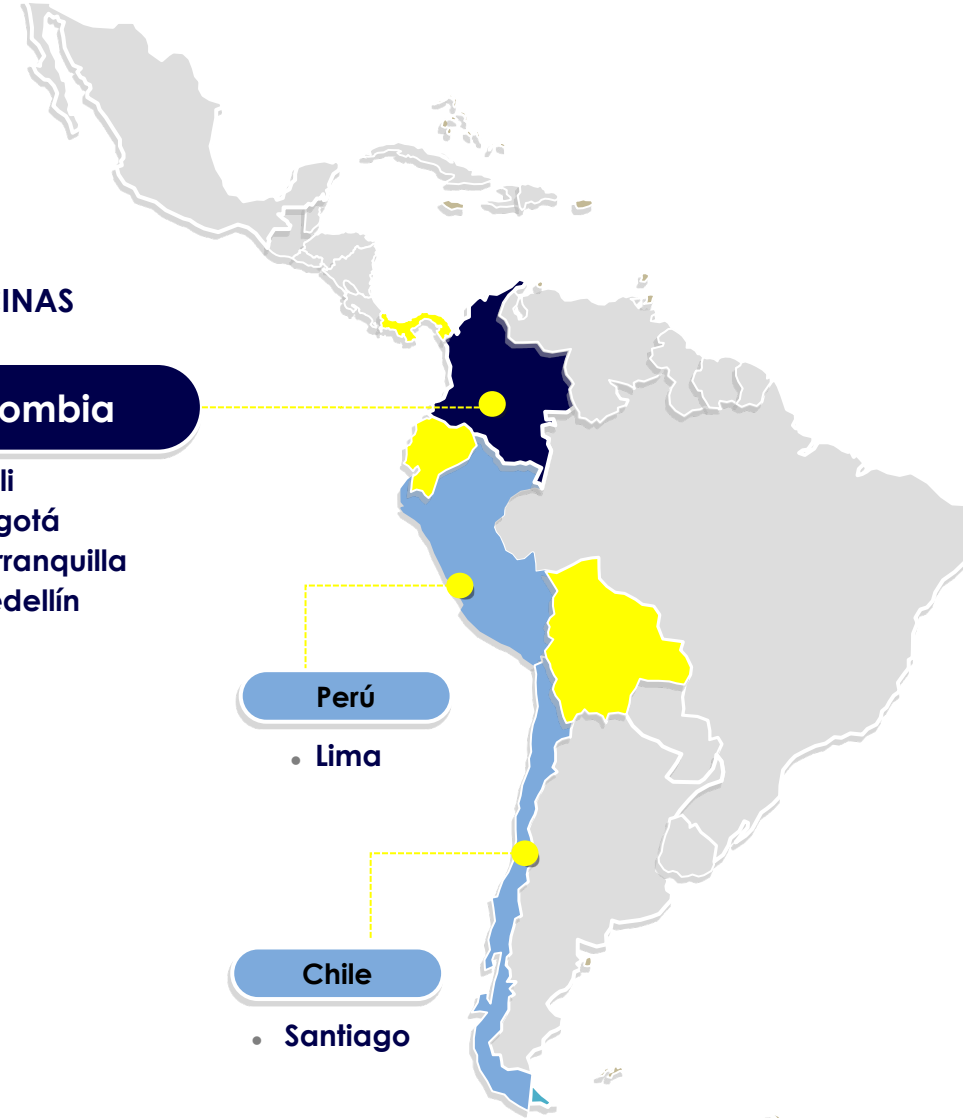 INAS
ombia
li
gotá
rranquilla
edellín
Perú
• Lima
Chile
• Santiago